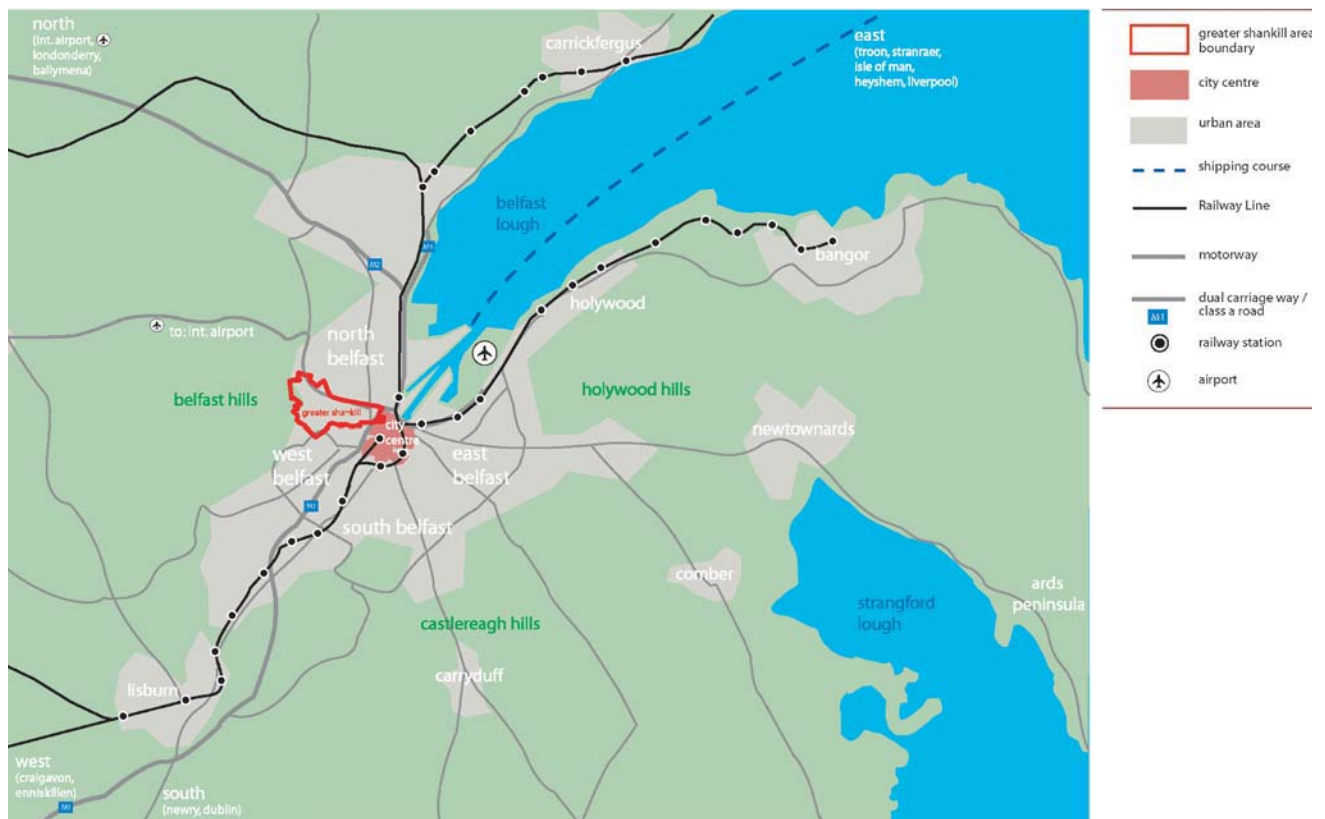 north
(int. airport,
londonderry,
ballymena)
carrickfergus
east
(troon, stranraer,
isle of man,
heyshem, liverpool)
belfast
lough
M5
M2
bangor
holywood
to: int. airport
north
belfast
belfast hills
holywood hills
greater shankill
city
centre
newtownards
west
belfast
east
belfast
south belfast
comber
ards
peninsula
strangford
lough
castlereagh hills
carryduff
lisburn
west
(craigavon,
enniskillen)
M1
south
(newry, dublin)
greater shankill area
boundary
city centre
urban area
shipping course
Railway Line
motorway
dual carriage way /
class a road
M1
railway station
airport